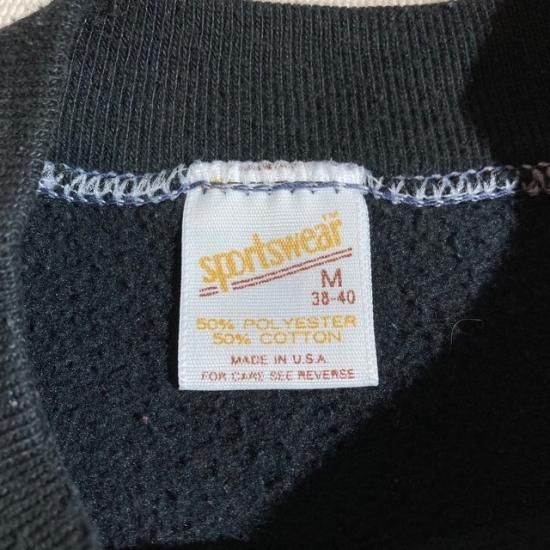 sportswear™
M
38-40
50% POLYESTER
50% COTTON
MADE IN U.S.A.
FOR CARE SEE REVERSE